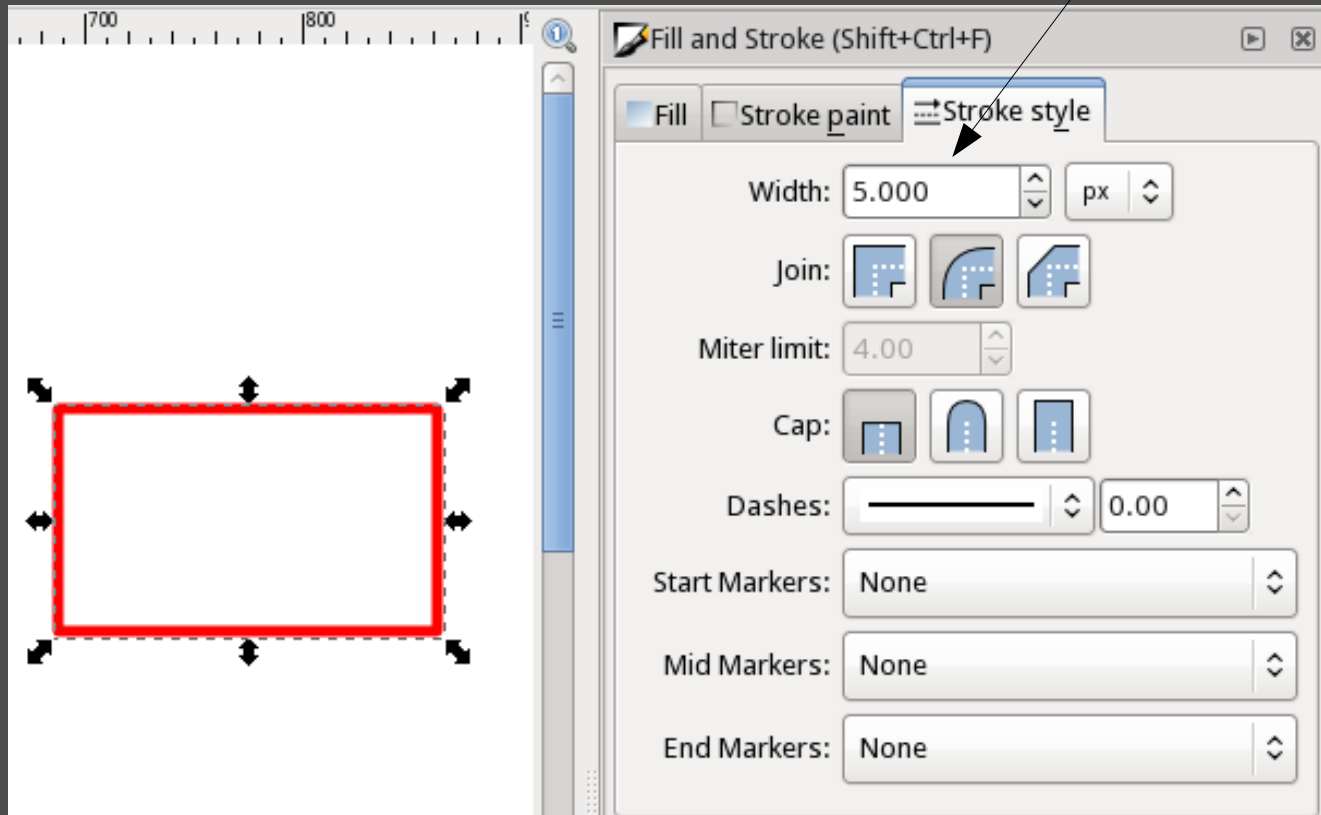 700 800 9
Fill and Stroke (Shift+Ctrl+F)
Fill Stroke paint Stroke style
Width: 5.000 px
Join:
Miter limit: 4.00
Cap:
Dashes: 0.00
Start Markers: None
Mid Markers: None
End Markers: None